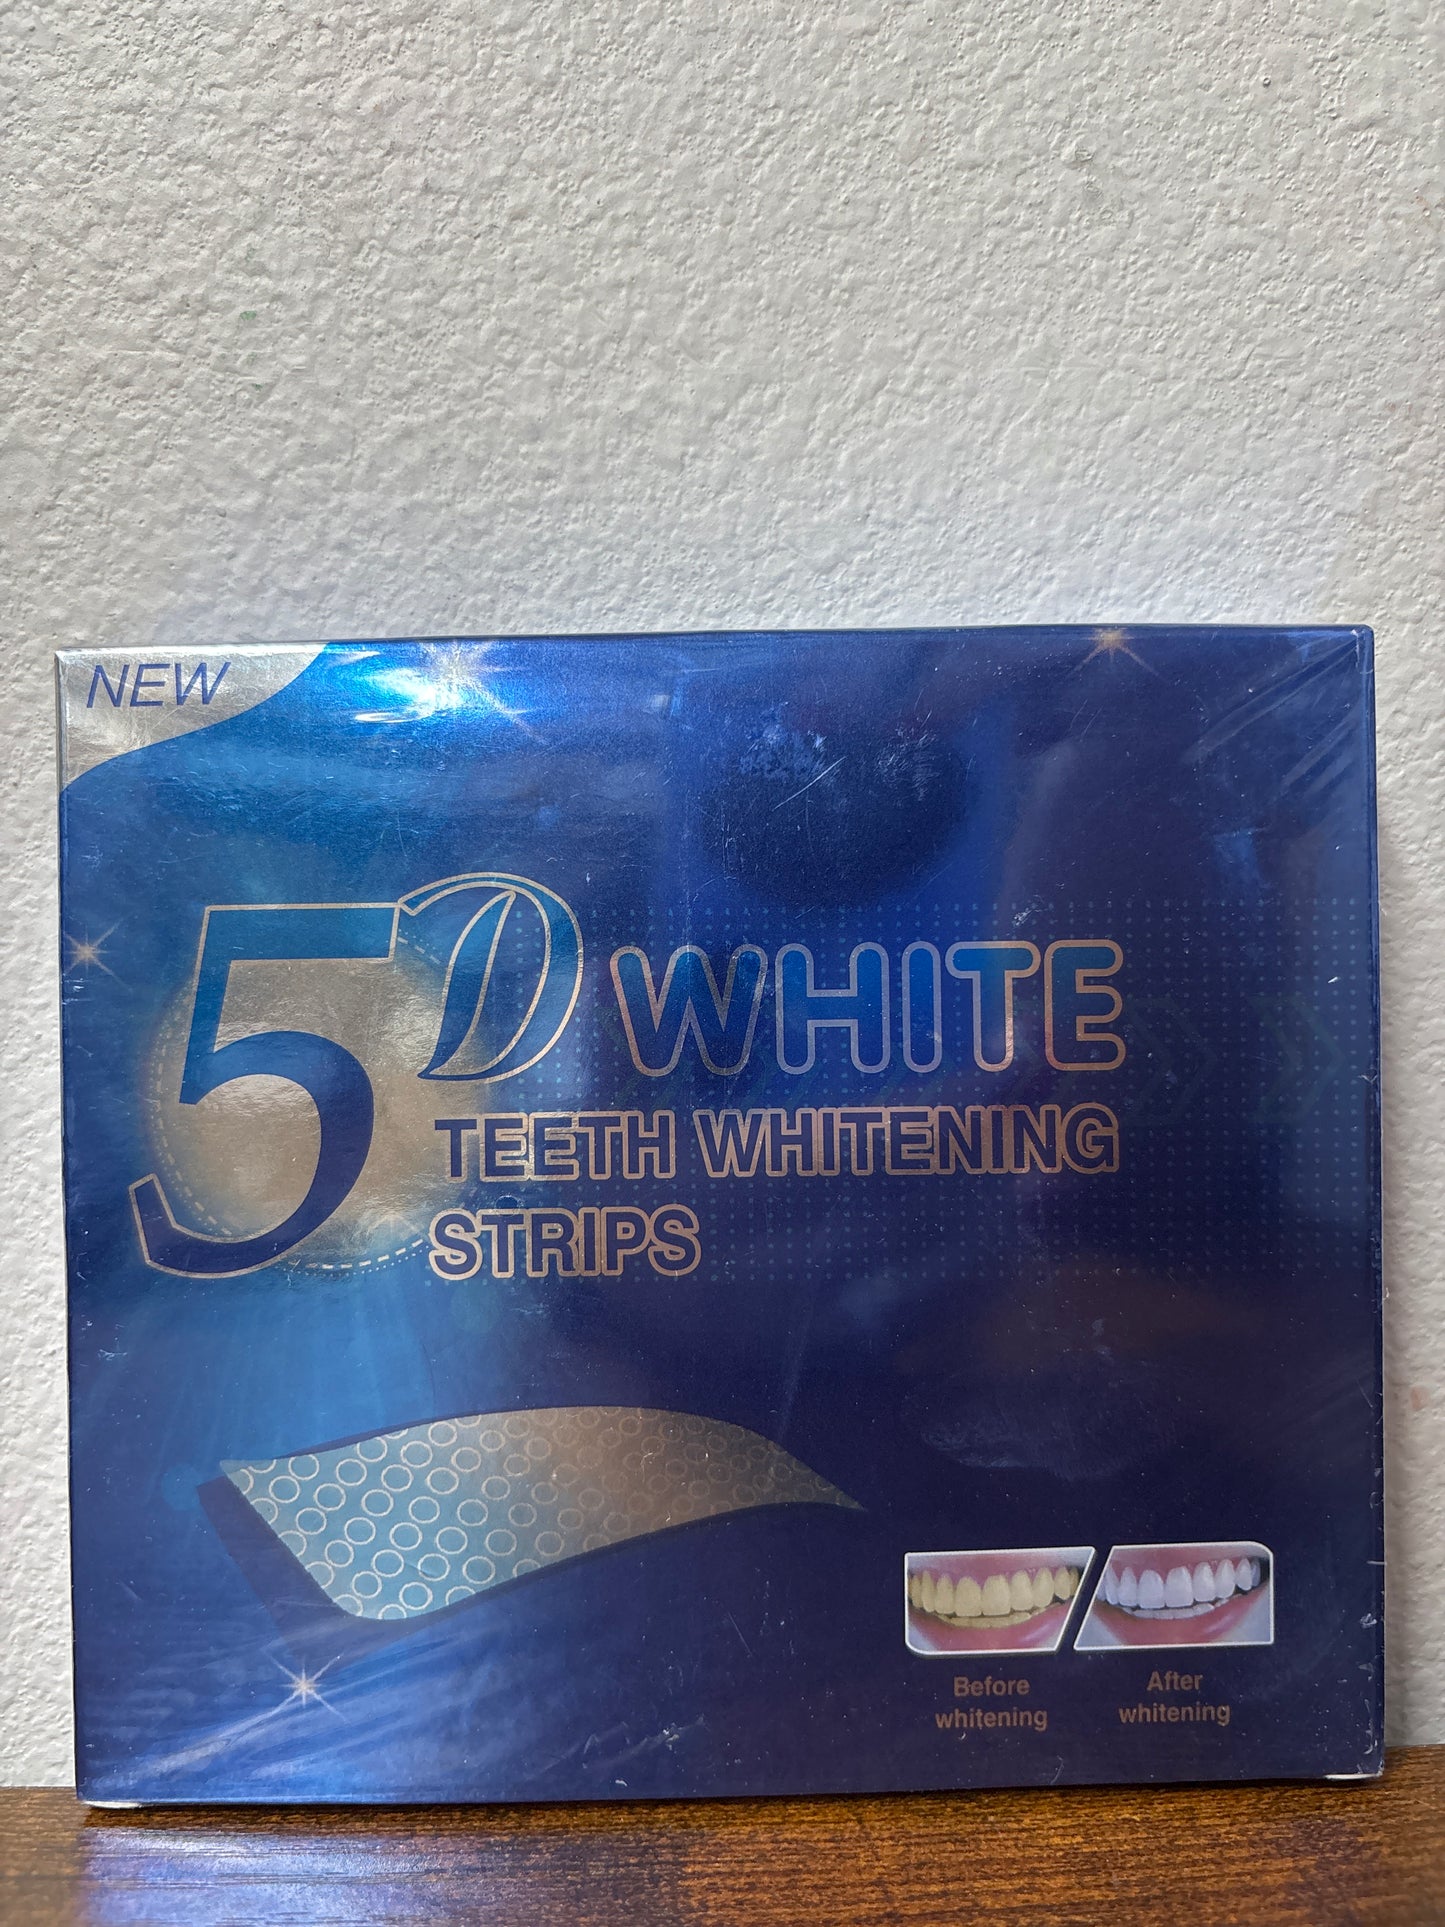 NEW
5D WHITE
TEETH WHITENING
STRIPS
Before
whitening
After
whitening